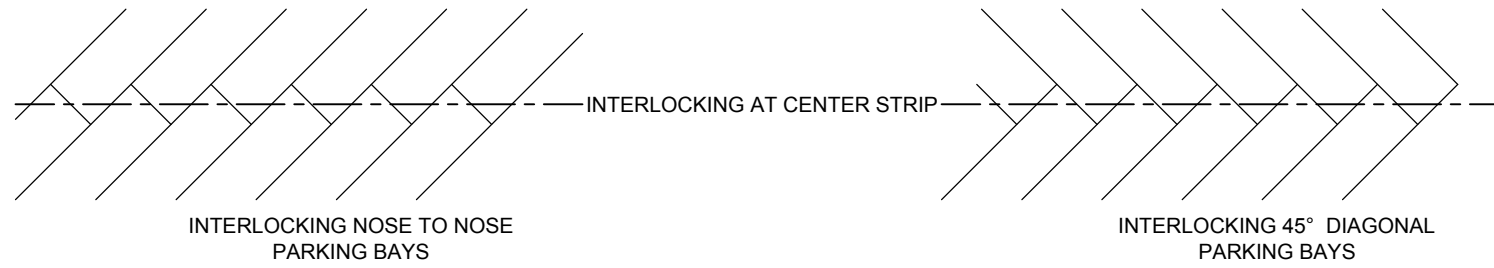 INTERLOCKING AT CENTER STRIP
INTERLOCKING NOSE TO NOSE
PARKING BAYS
INTERLOCKING 45° DIAGONAL
PARKING BAYS